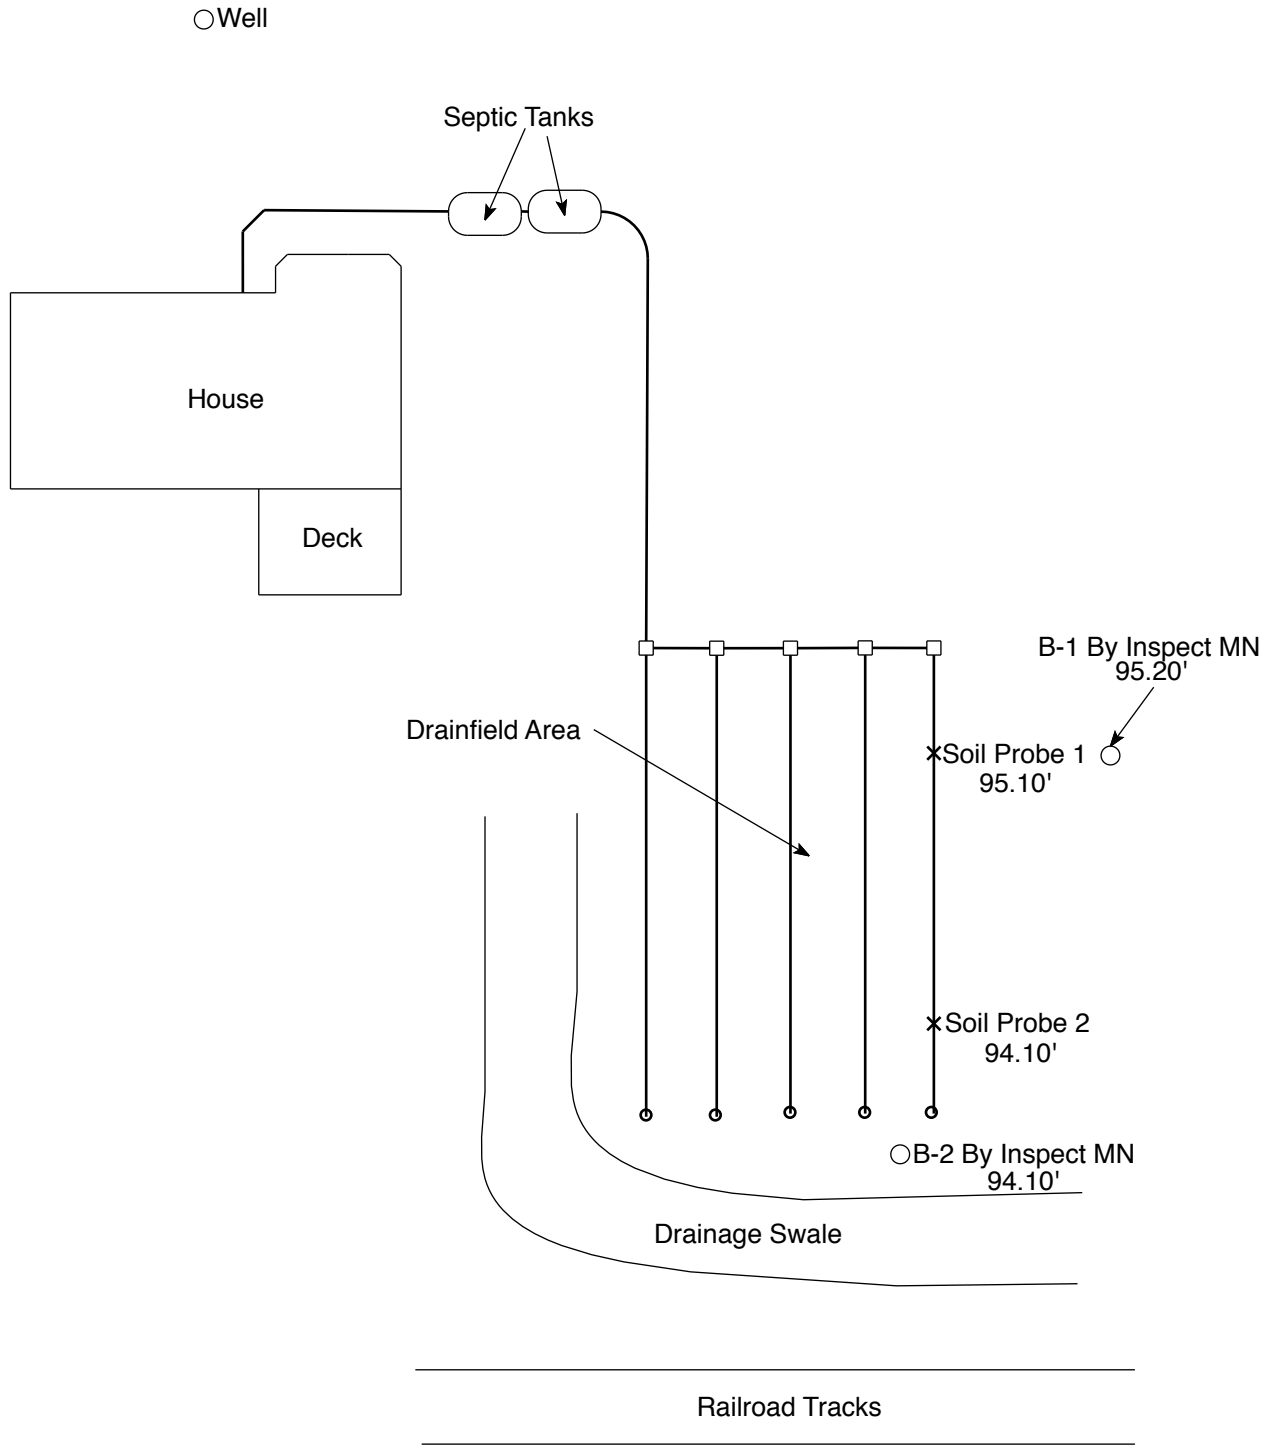 Well
Septic Tanks
House
Deck
B-1 By Inspect MN
95.20'
Drainfield Area
Soil Probe 1
95.10'
Soil Probe 2
94.10'
B-2 By Inspect MN
94.10'
Drainage Swale
Railroad Tracks